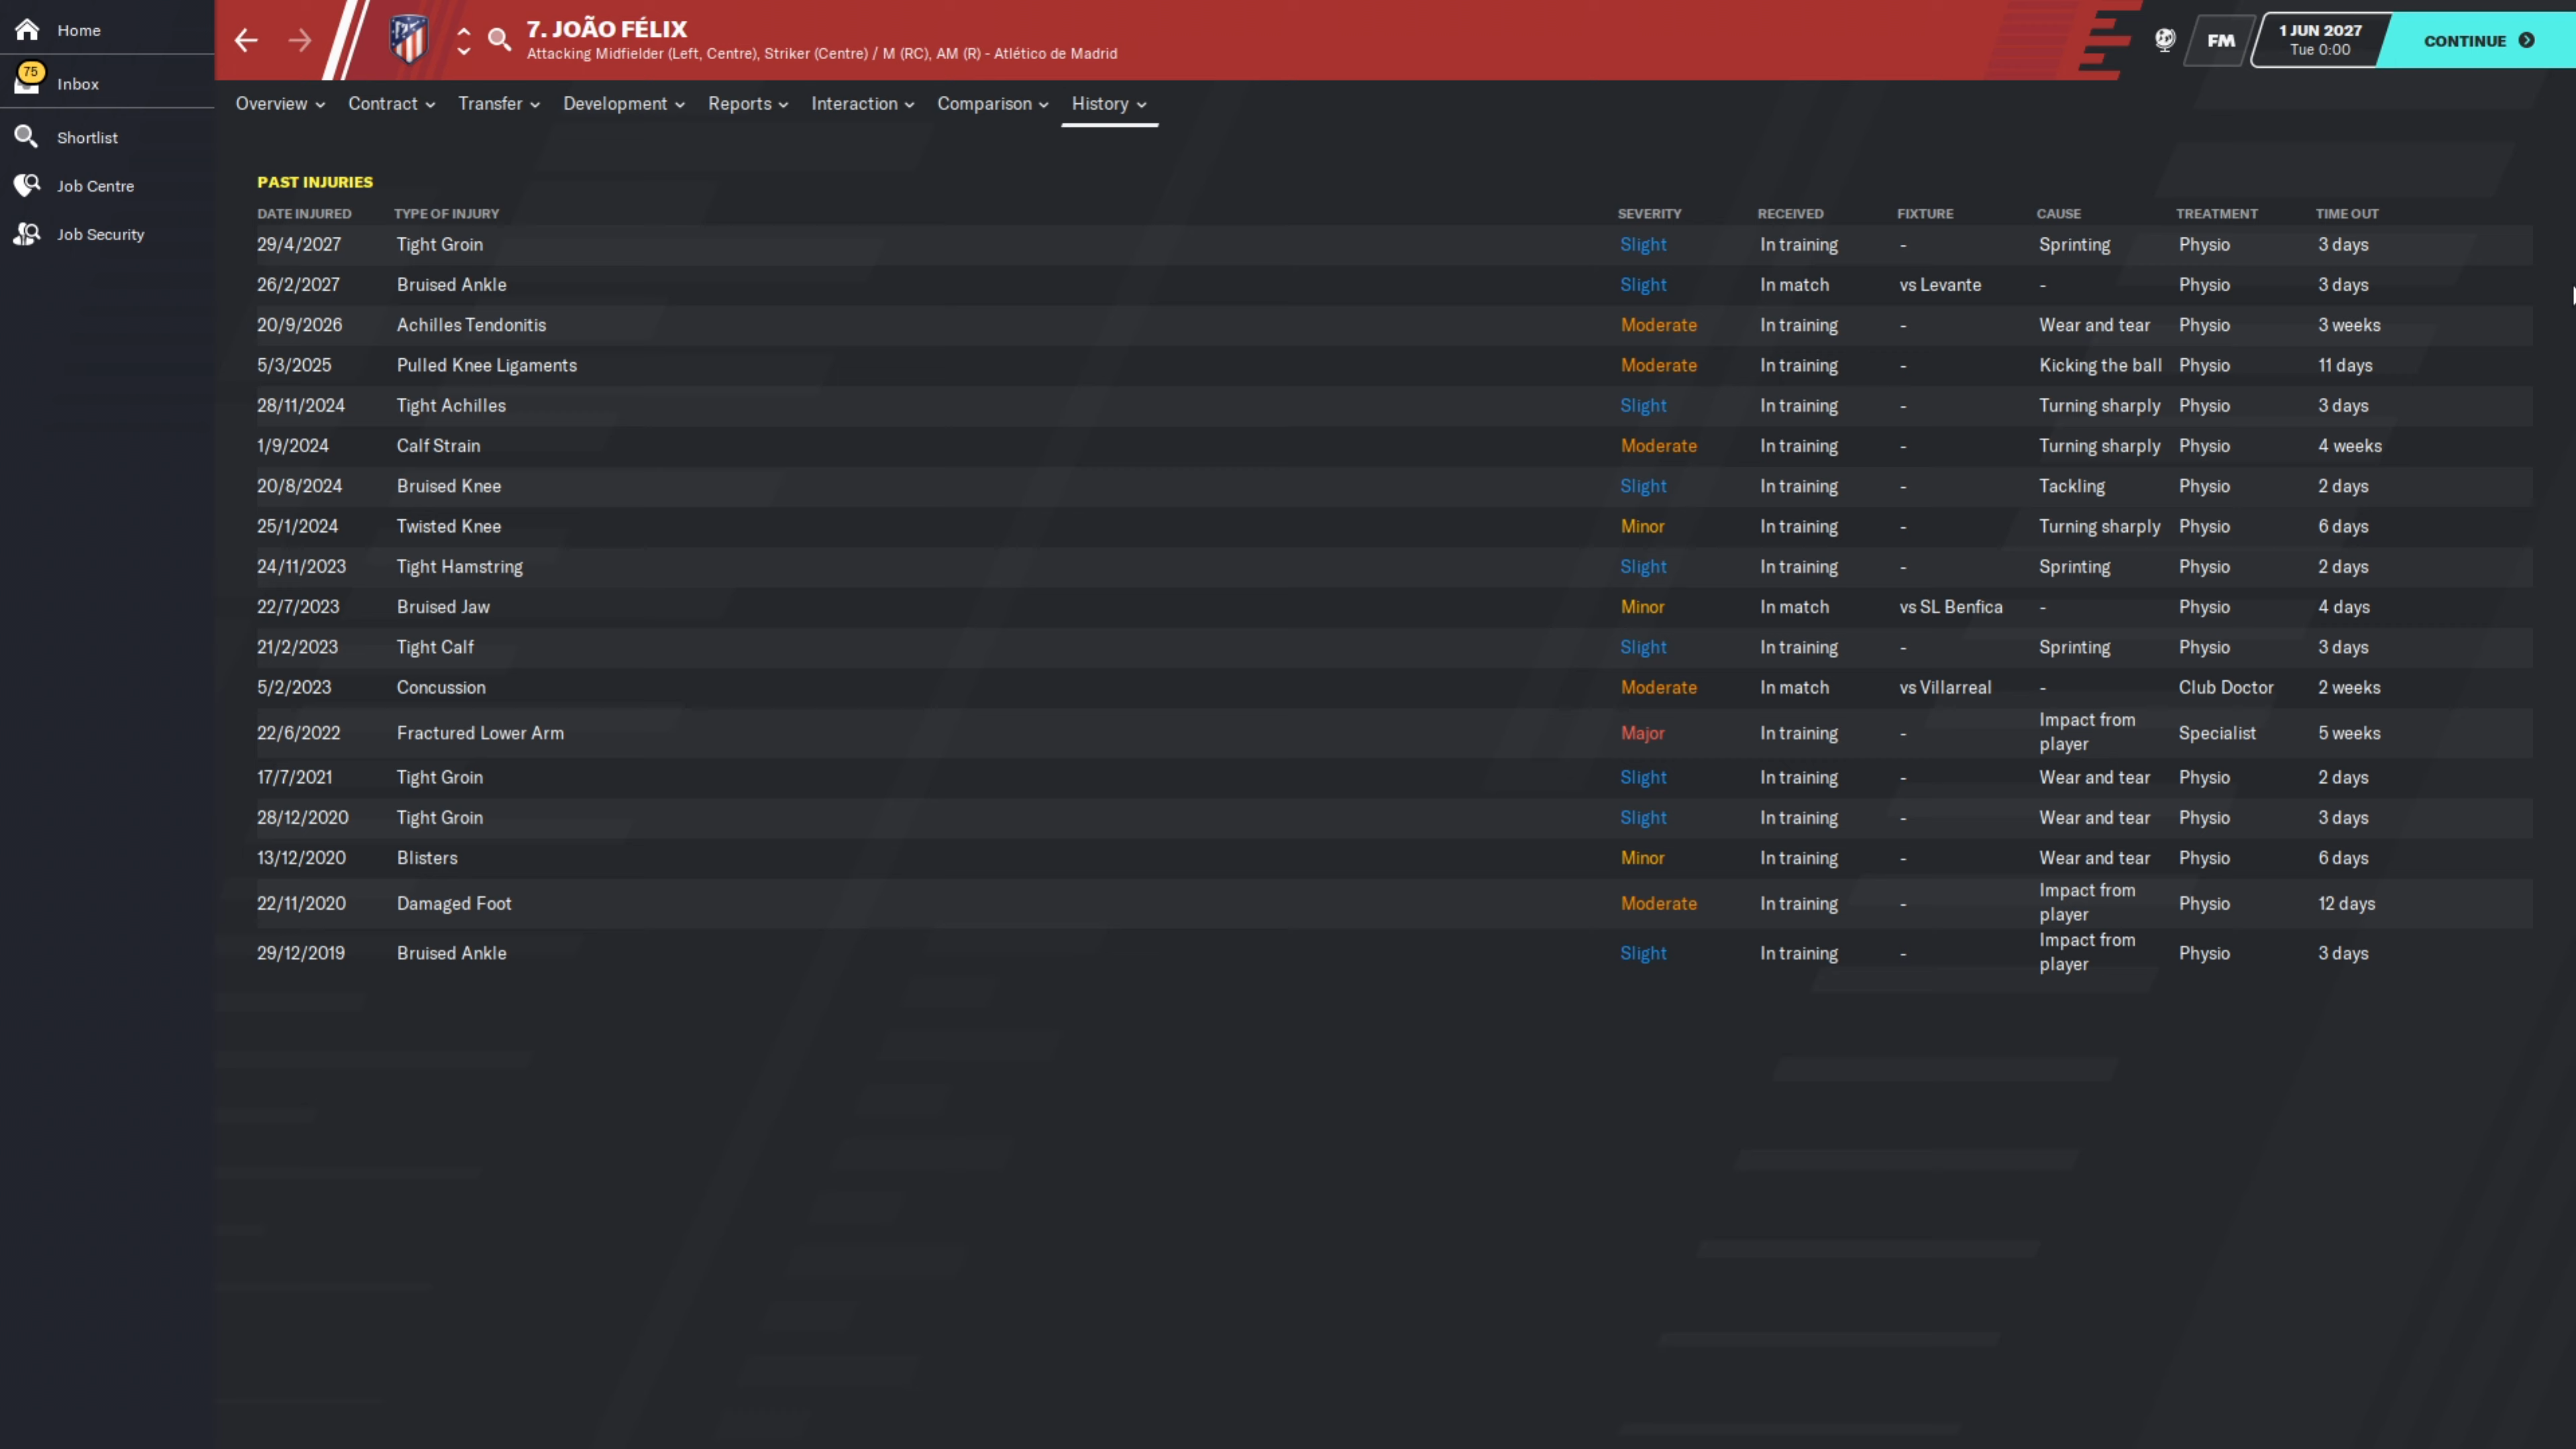 Home
75
Inbox
Shortlist
Job Centre
Job Security
7. JOÃO FÉLIX
Attacking Midfielder (Left, Centre), Striker (Centre) / M (RC), AM (R) - Atlético de Madrid
FM
1 JUN 2027
Tue 0:00
CONTINUE
Overview Contract Transfer Development Reports Interaction Comparison History
PAST INJURIES
DATE INJURED TYPE OF INJURY SEVERITY RECEIVED FIXTURE CAUSE TREATMENT TIME OUT
29/4/2027 Tight Groin Slight In training - Sprinting Physio 3 days
26/2/2027 Bruised Ankle Slight In match vs Levante - Physio 3 days
20/9/2026 Achilles Tendonitis Moderate In training - Wear and tear Physio 3 weeks
5/3/2025 Pulled Knee Ligaments Moderate In training - Kicking the ball Physio 11 days
28/11/2024 Tight Achilles Slight In training - Turning sharply Physio 3 days
1/9/2024 Calf Strain Moderate In training - Turning sharply Physio 4 weeks
20/8/2024 Bruised Knee Slight In training - Tackling Physio 2 days
25/1/2024 Twisted Knee Minor In training - Turning sharply Physio 6 days
24/11/2023 Tight Hamstring Slight In training - Sprinting Physio 2 days
22/7/2023 Bruised Jaw Minor In match vs SL Benfica - Physio 4 days
21/2/2023 Tight Calf Slight In training - Sprinting Physio 3 days
5/2/2023 Concussion Moderate In match vs Villarreal - Club Doctor 2 weeks
22/6/2022 Fractured Lower Arm Major In training - Impact from player Specialist 5 weeks
17/7/2021 Tight Groin Slight In training - Wear and tear Physio 2 days
28/12/2020 Tight Groin Slight In training - Wear and tear Physio 3 days
13/12/2020 Blisters Minor In training - Wear and tear Physio 6 days
22/11/2020 Damaged Foot Moderate In training - Impact from player Physio 12 days
29/12/2019 Bruised Ankle Slight In training - Impact from player Physio 3 days